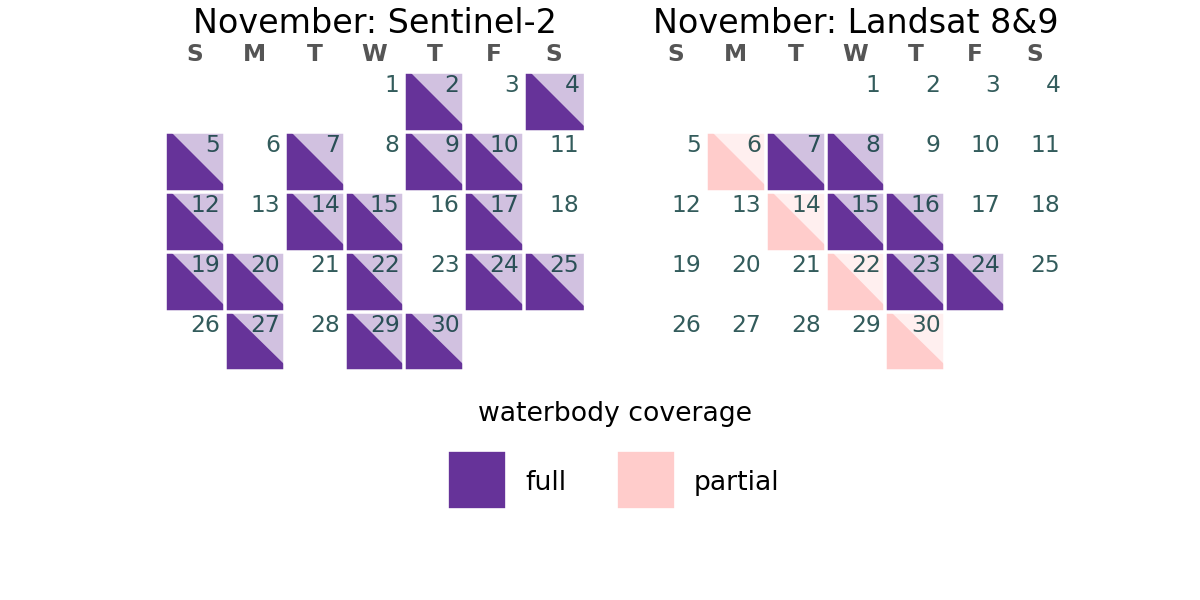 November: Sentinel-2
S M T W T F S
1 2 3 4
5 6 7 8 9 10 11
12 13 14 15 16 17 18
19 20 21 22 23 24 25
26 27 28 29 30
November: Landsat 8&9
S M T W T F S
1 2 3 4
5 6 7 8 9 10 11
12 13 14 15 16 17 18
19 20 21 22 23 24 25
26 27 28 29 30
waterbody coverage
full partial